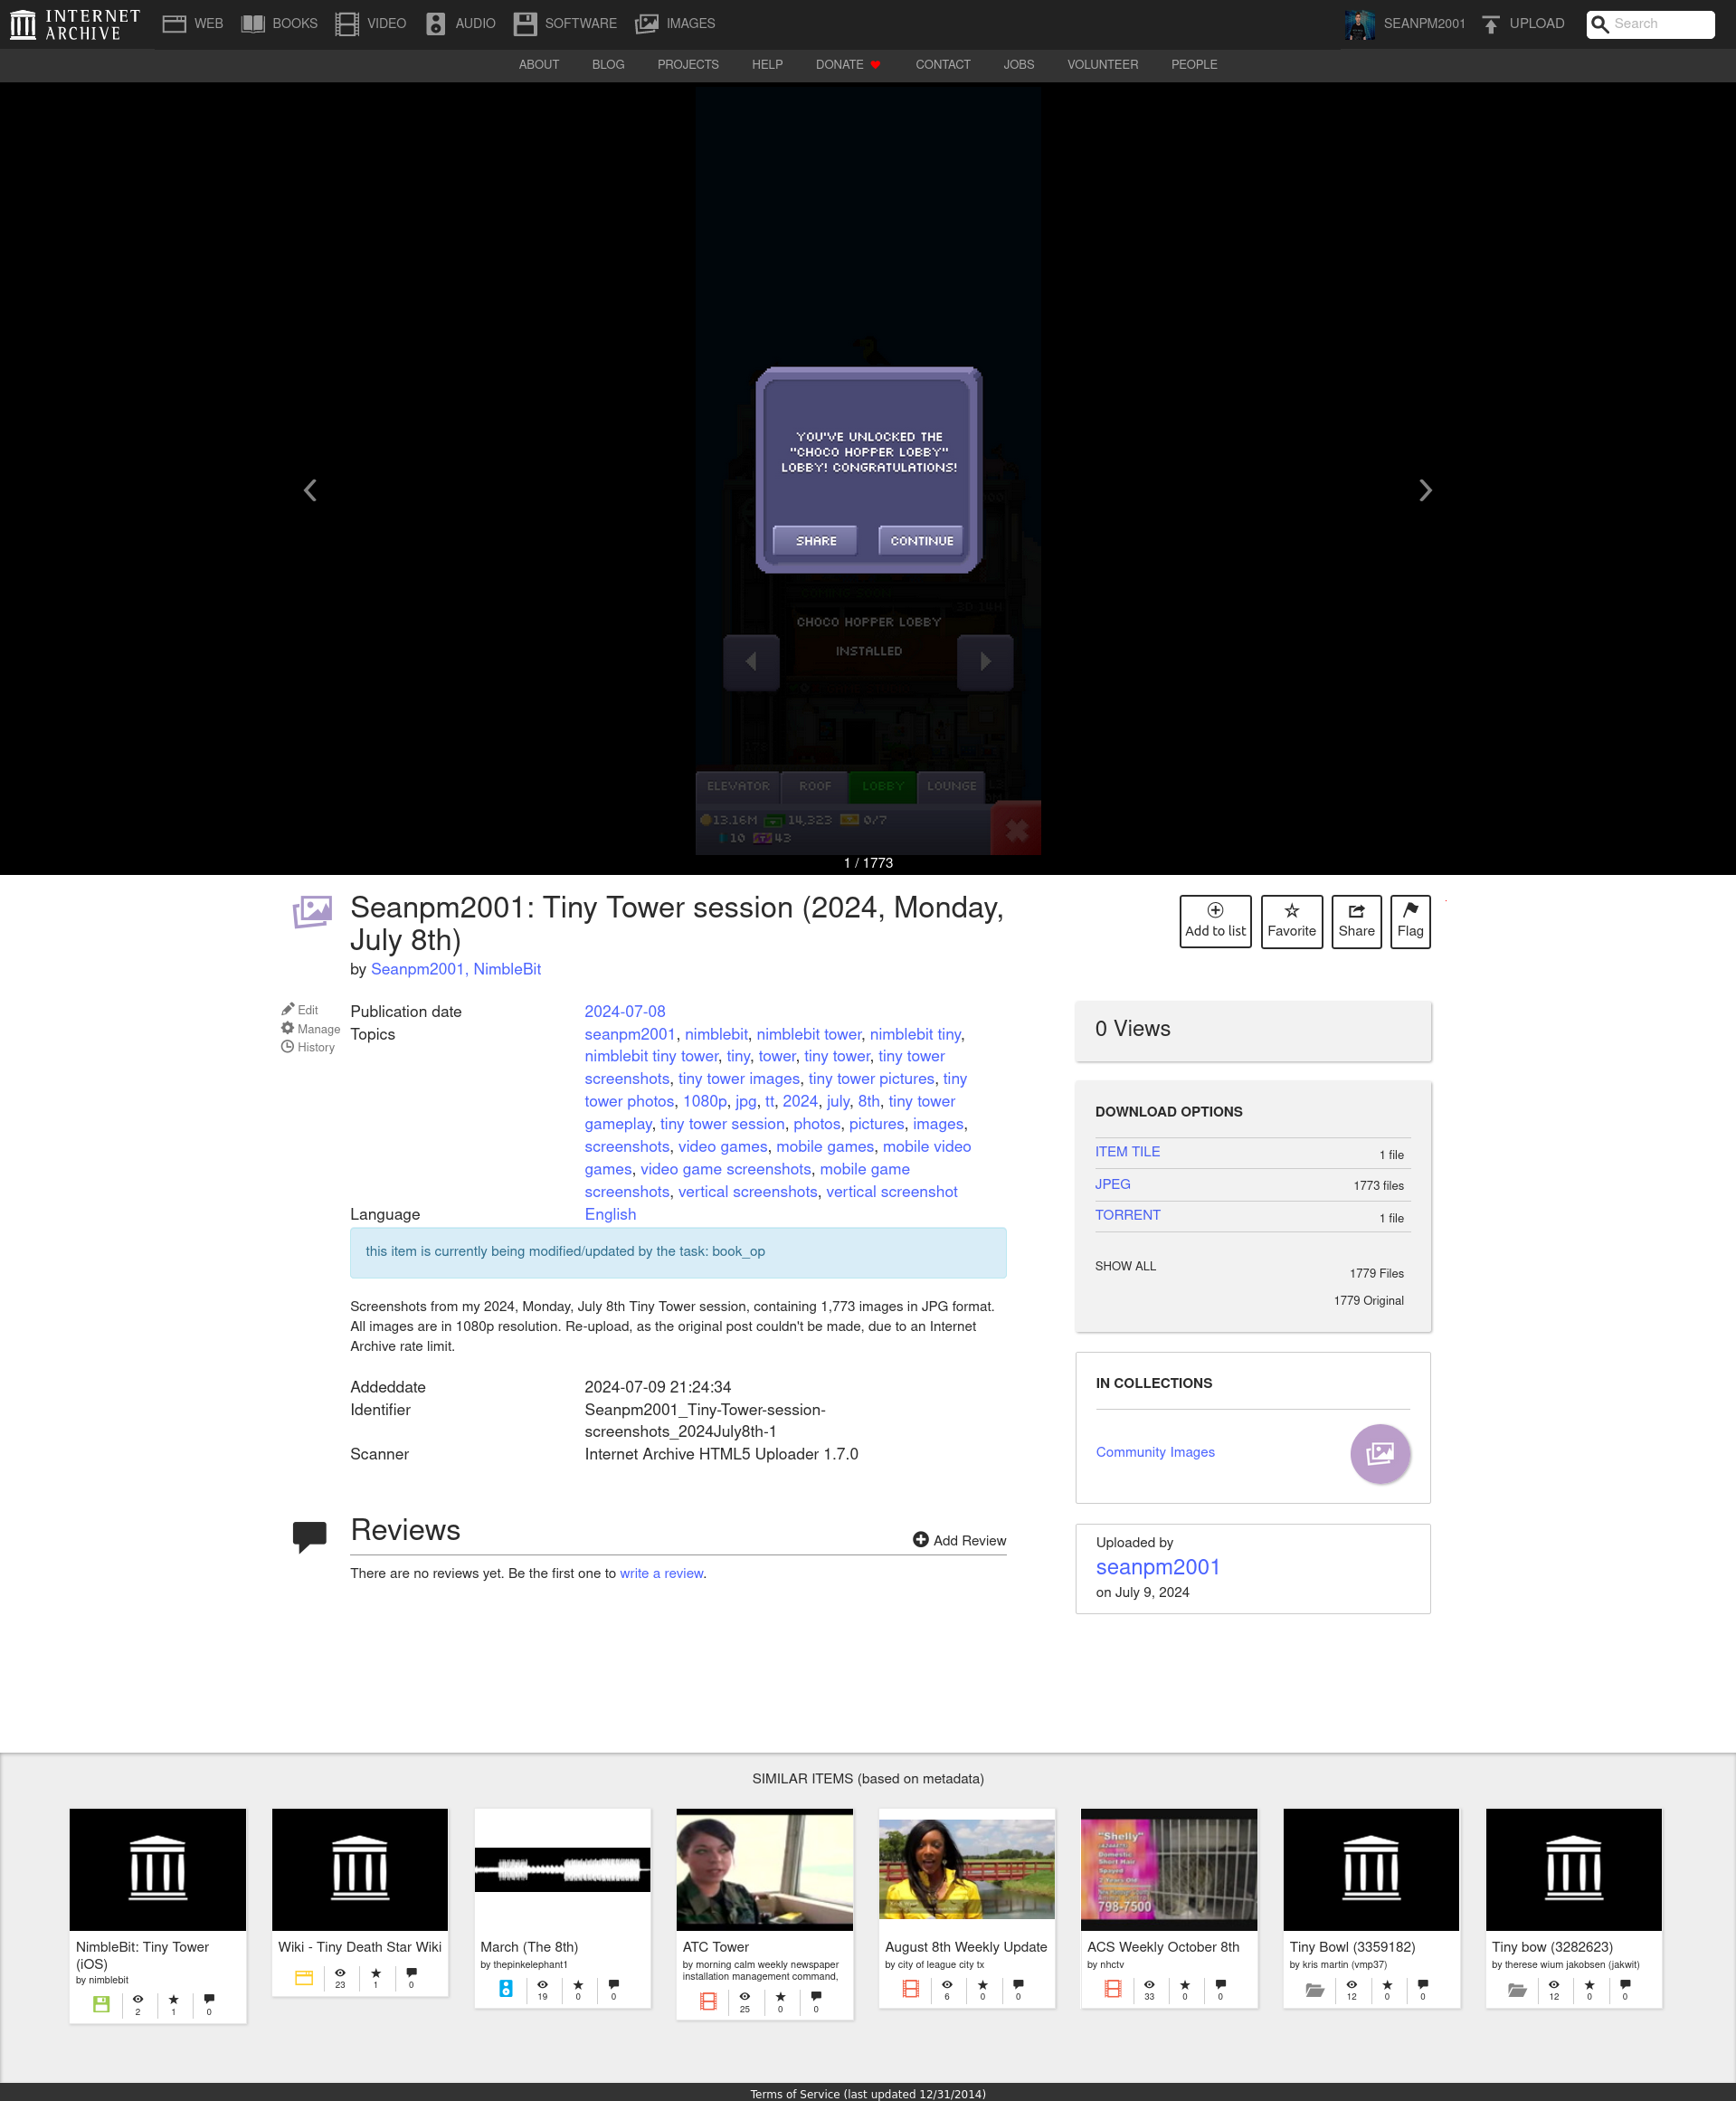 INTERNET ARCHIVE
WEB BOOKS VIDEO AUDIO SOFTWARE IMAGES SEANPM2001 UPLOAD Search
ABOUT BLOG PROJECTS HELP DONATE CONTACT JOBS VOLUNTEER PEOPLE
YOU'VE UNLOCKED THE
"CHOCO HOPPER LOBBY"
LOBBY! CONGRATULATIONS!
SHARE CONTINUE
20:14H
CHOCO HOPPER LOBBY
INSTALLED
ELEVATOR ROOF LOBBY LOUNGE
13.16M 14,323 0/7
10 43
1 / 1773
Seanpm2001: Tiny Tower session (2024, Monday,
July 8th)
by Seanpm2001, NimbleBit
Add to list Favorite Share Flag
Edit
Manage
History
Publication date 2024-07-08
Topics seanpm2001, nimblebit, nimblebit tower, nimblebit tiny,
nimblebit tiny tower, tiny, tower, tiny tower, tiny tower
screenshots, tiny tower images, tiny tower pictures, tiny
tower photos, 1080p, jpg, tt, 2024, july, 8th, tiny tower
gameplay, tiny tower session, photos, pictures, images,
screenshots, video games, mobile games, mobile video
games, video game screenshots, mobile game
screenshots, vertical screenshots, vertical screenshot
Language English
this item is currently being modified/updated by the task: book_op
Screenshots from my 2024, Monday, July 8th Tiny Tower session, containing 1,773 images in JPG format.
All images are in 1080p resolution. Re-upload, as the original post couldn't be made, due to an Internet
Archive rate limit.
Addeddate 2024-07-09 21:24:34
Identifier Seanpm2001_Tiny-Tower-session-
screenshots_2024July8th-1
Scanner Internet Archive HTML5 Uploader 1.7.0
Reviews
Add Review
There are no reviews yet. Be the first one to write a review.
0 Views
DOWNLOAD OPTIONS
ITEM TILE 1 file
JPEG 1773 files
TORRENT 1 file
SHOW ALL 1779 Files
1779 Original
IN COLLECTIONS
Community Images
Uploaded by
seanpm2001
on July 9, 2024
SIMILAR ITEMS (based on metadata)
NimbleBit: Tiny Tower
(iOS)
by nimblebit
2 1 0
Wiki - Tiny Death Star Wiki
23 1 0
March (The 8th)
by thepinkelephant1
19 0 0
ATC Tower
by morning calm weekly newspaper
installation management command,
25 0 0
August 8th Weekly Update
by city of league city tx
6 0 0
"Shelly"
Domestic
Short Hair
Spayed
798-7500
ACS Weekly October 8th
by nhctv
33 0 0
Tiny Bowl (3359182)
by kris martin (vmp37)
12 0 0
Tiny bow (3282623)
by therese wium jakobsen (jakwit)
12 0 0
Terms of Service (last updated 12/31/2014)